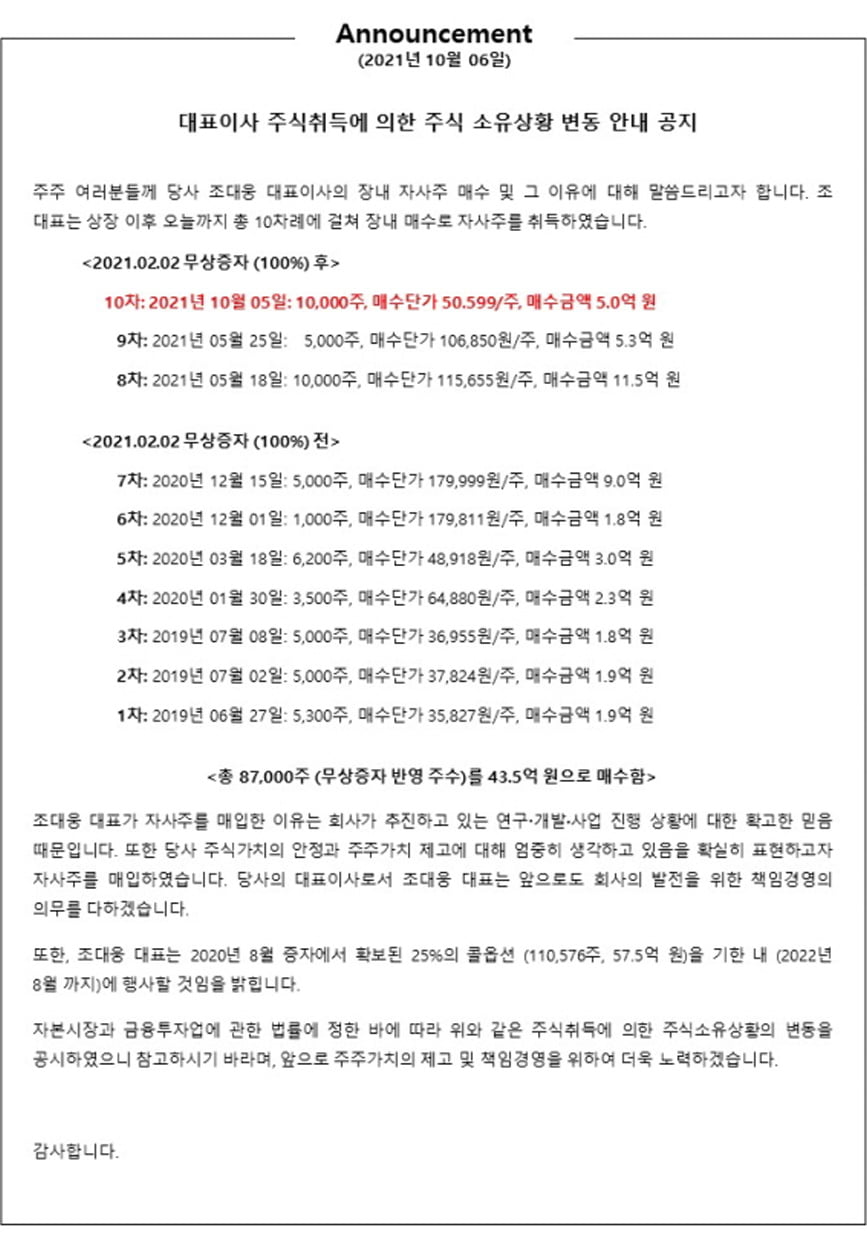 Announcement
(2021년 10월 06일)
대표이사 주식취득에 의한 주식 소유상황 변동 안내 공지
주주 여러분들께 당사 조대웅 대표이사의 장내 자사주 매수 및 그 이유에 대해 말씀드리고자 합니다. 조
대표는 상장 이후 오늘까지 총 10차례에 걸쳐 장내 매수로 자사주를 취득하였습니다.
<2021.02.02 무상증자 (100%) 후>
10차: 2021년 10월 05일: 10,000주, 매수단가 50.599/주, 매수금액 5.0억 원
9차: 2021년 05월 25일: 5,000주, 매수단가 106,850원/주, 매수금액 5.3억 원
8차: 2021년 05월 18일: 10,000주, 매수단가 115,655원/주, 매수금액 11.5억 원
<2021.02.02 무상증자 (100%) 전>
7차: 2020년 12월 15일: 5,000주, 매수단가 179,999원/주, 매수금액 9.0억 원
6차: 2020년 12월 01일: 1,000주, 매수단가 179,811원/주, 매수금액 1.8억 원
5차: 2020년 03월 18일: 6,200주, 매수단가 48,918원/주, 매수금액 3.0억 원
4차: 2020년 01월 30일: 3,500주, 매수단가 64,880원/주, 매수금액 2.3억 원
3차: 2019년 07월 08일: 5,000주, 매수단가 36,955원/주, 매수금액 1.8억 원
2차: 2019년 07월 02일: 5,000주, 매수단가 37,824원/주, 매수금액 1.9억 원
1차: 2019년 06월 27일: 5,300주, 매수단가 35,827원/주, 매수금액 1.9억 원
<총 87,000주 (무상증자 반영 주수)를 43.5억 원으로 매수함>
조대웅 대표가 자사주를 매입한 이유는 회사가 추진하고 있는 연구·개발·사업 진행 상황에 대한 확고한 믿음
때문입니다. 또한 당사 주식가치의 안정과 주주가치 제고에 대해 엄중히 생각하고 있음을 확실히 표현하고자
자사주를 매입하였습니다. 당사의 대표이사로서 조대웅 대표는 앞으로도 회사의 발전을 위한 책임경영의
의무를 다하겠습니다.
또한, 조대웅 대표는 2020년 8월 증자에서 확보된 25%의 콜옵션 (110,576주, 57.5억 원)을 기한 내 (2022년
8월 까지)에 행사할 것임을 밝힙니다.
자본시장과 금융투자업에 관한 법률에 정한 바에 따라 위와 같은 주식취득에 의한 주식소유상황의 변동을
공시하였으니 참고하시기 바라며, 앞으로 주주가치의 제고 및 책임경영을 위하여 더욱 노력하겠습니다.
감사합니다.